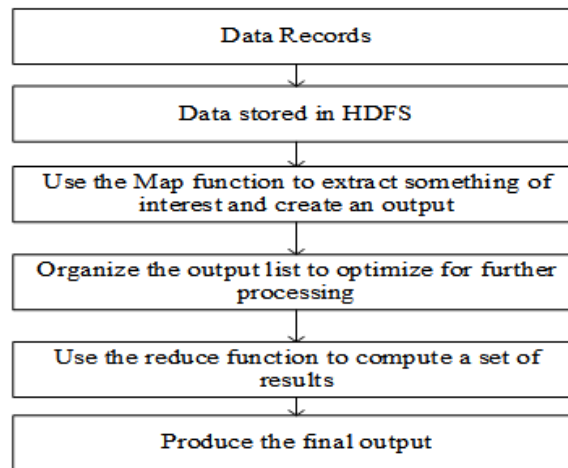 Data Records
Data stored in HDFS
Use the Map function to extract something of
interest and create an output
Organize the output list to optimize for further
processing
Use the reduce function to compute a set of
results
Produce the final output